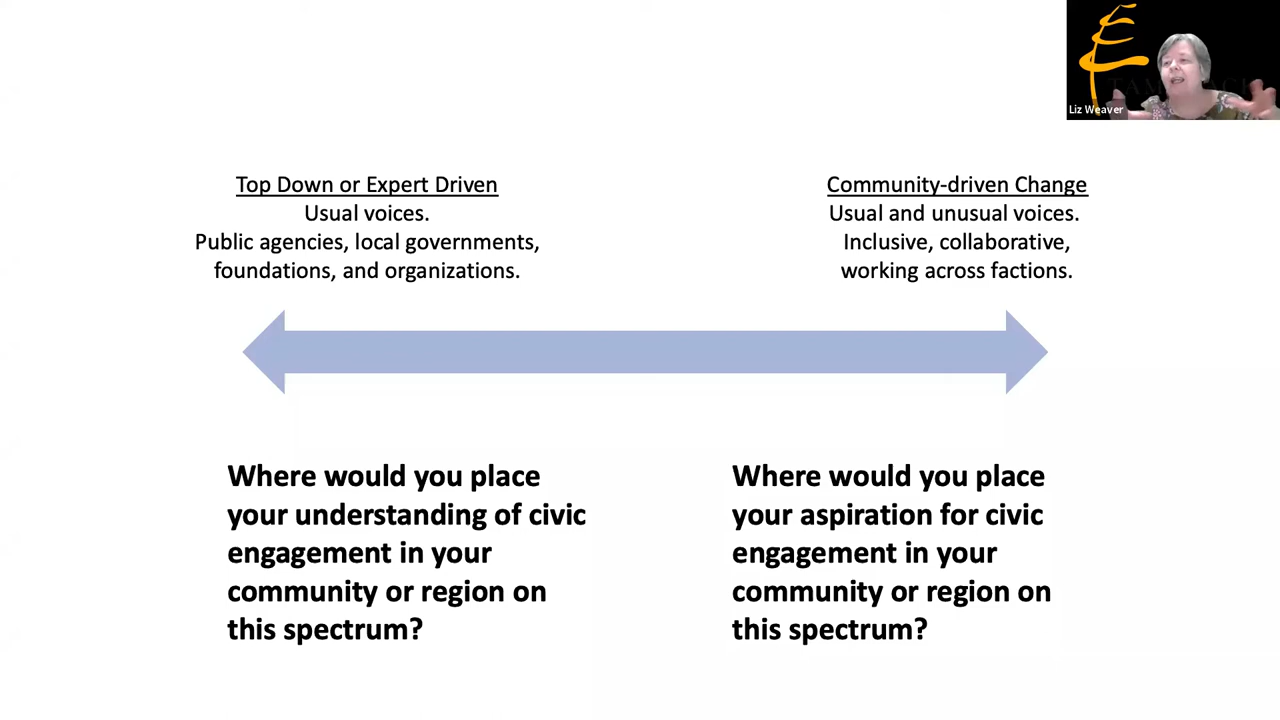 Liz Weaver
Top Down or Expert Driven
Usual voices.
Public agencies, local governments,
foundations, and organizations.
Community-driven Change
Usual and unusual voices.
Inclusive, collaborative,
working across factions.
Where would you place
your understanding of civic
engagement in your
community or region on
this spectrum?
Where would you place
your aspiration for civic
engagement in your
community or region on
this spectrum?